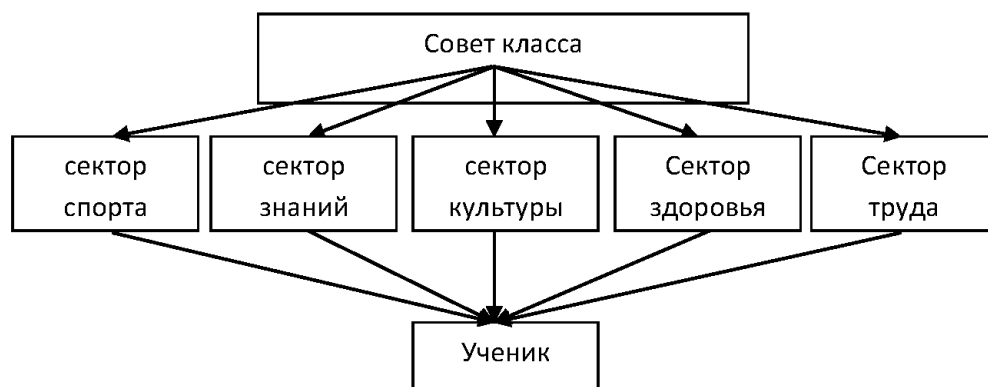 Совет класса
сектор
спорта
сектор
знаний
сектор
культуры
Сектор
здоровья
Сектор
труда
Ученик